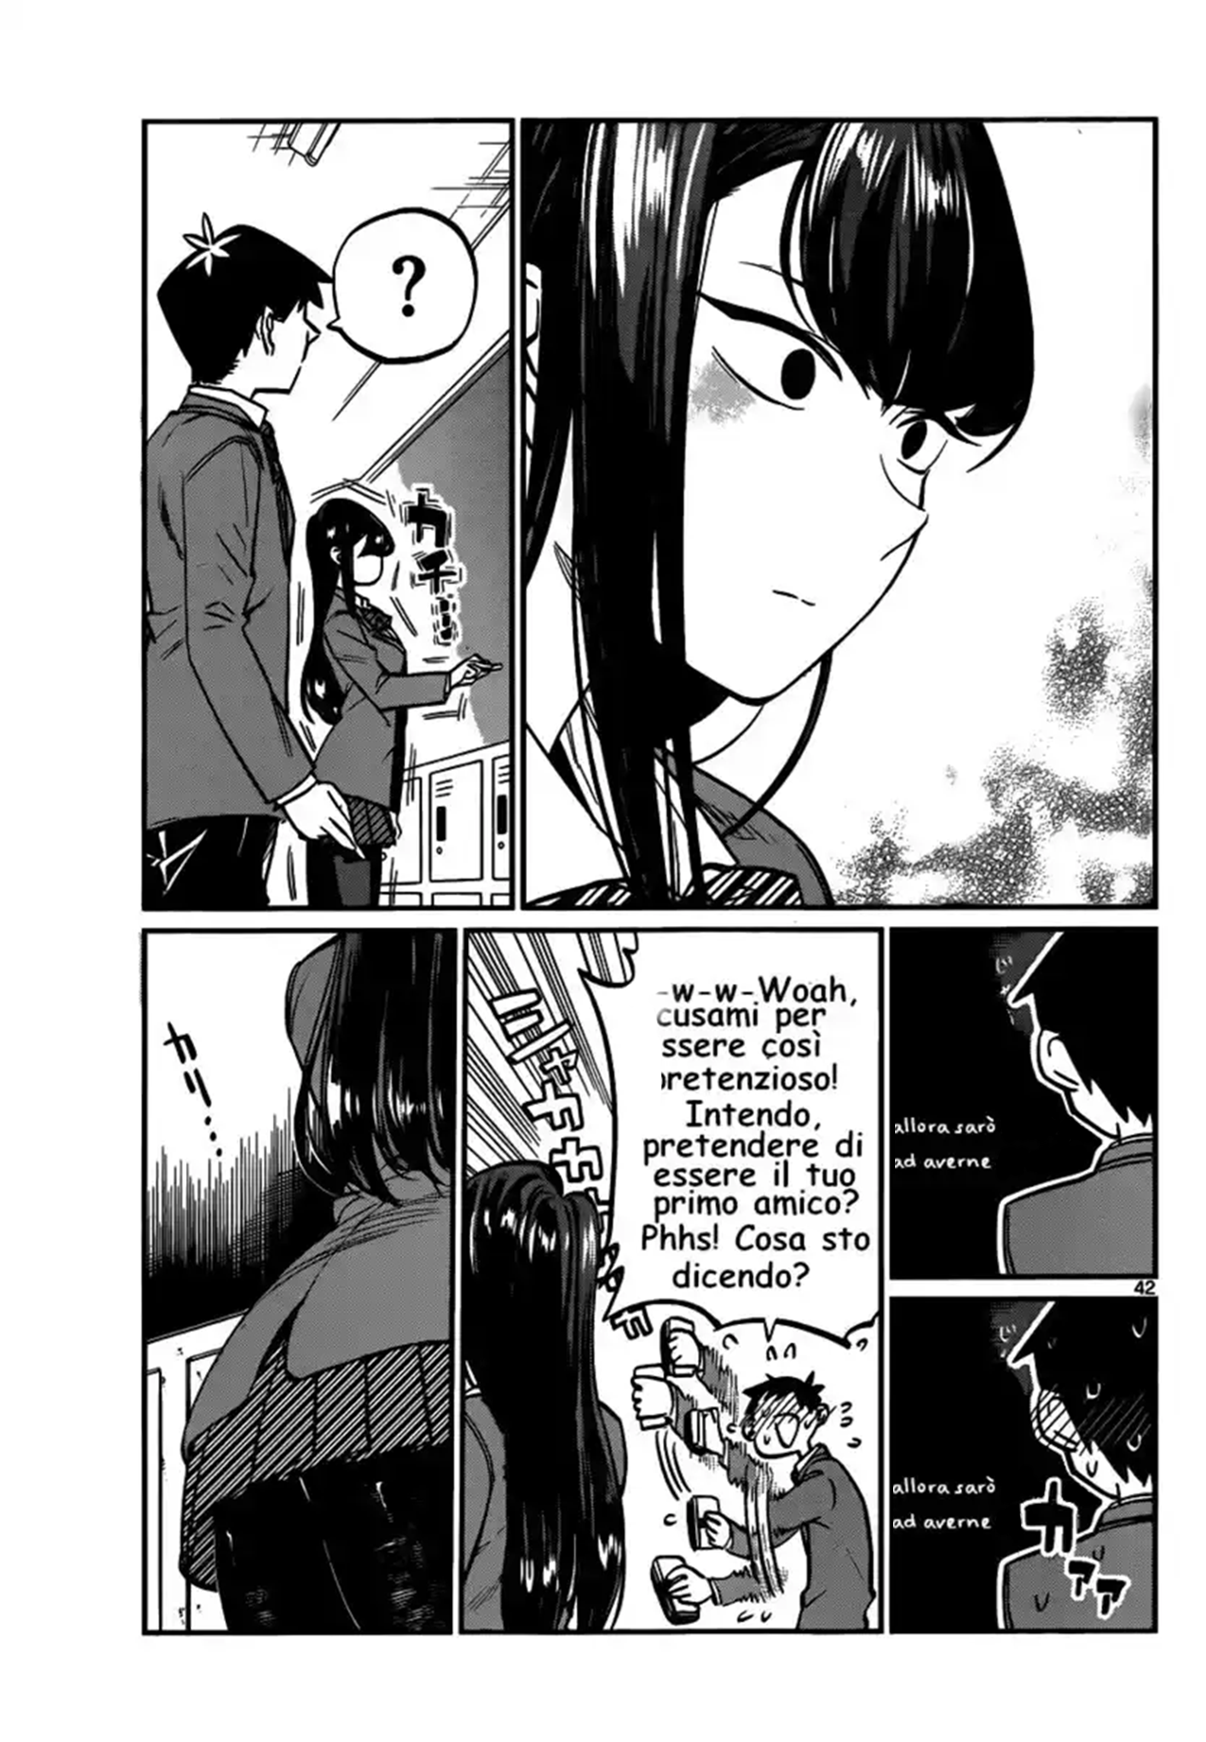 ?
カチ…
allora sarò
ad averne
42
allora sarò
ad averne
カァァ
-w-w-Woah,
cusami per
ssere così
pretenzioso!
Intendo,
pretendere di
essere il tuo
primo amico?
Phhs! Cosa sto
dicendo?
カリ…